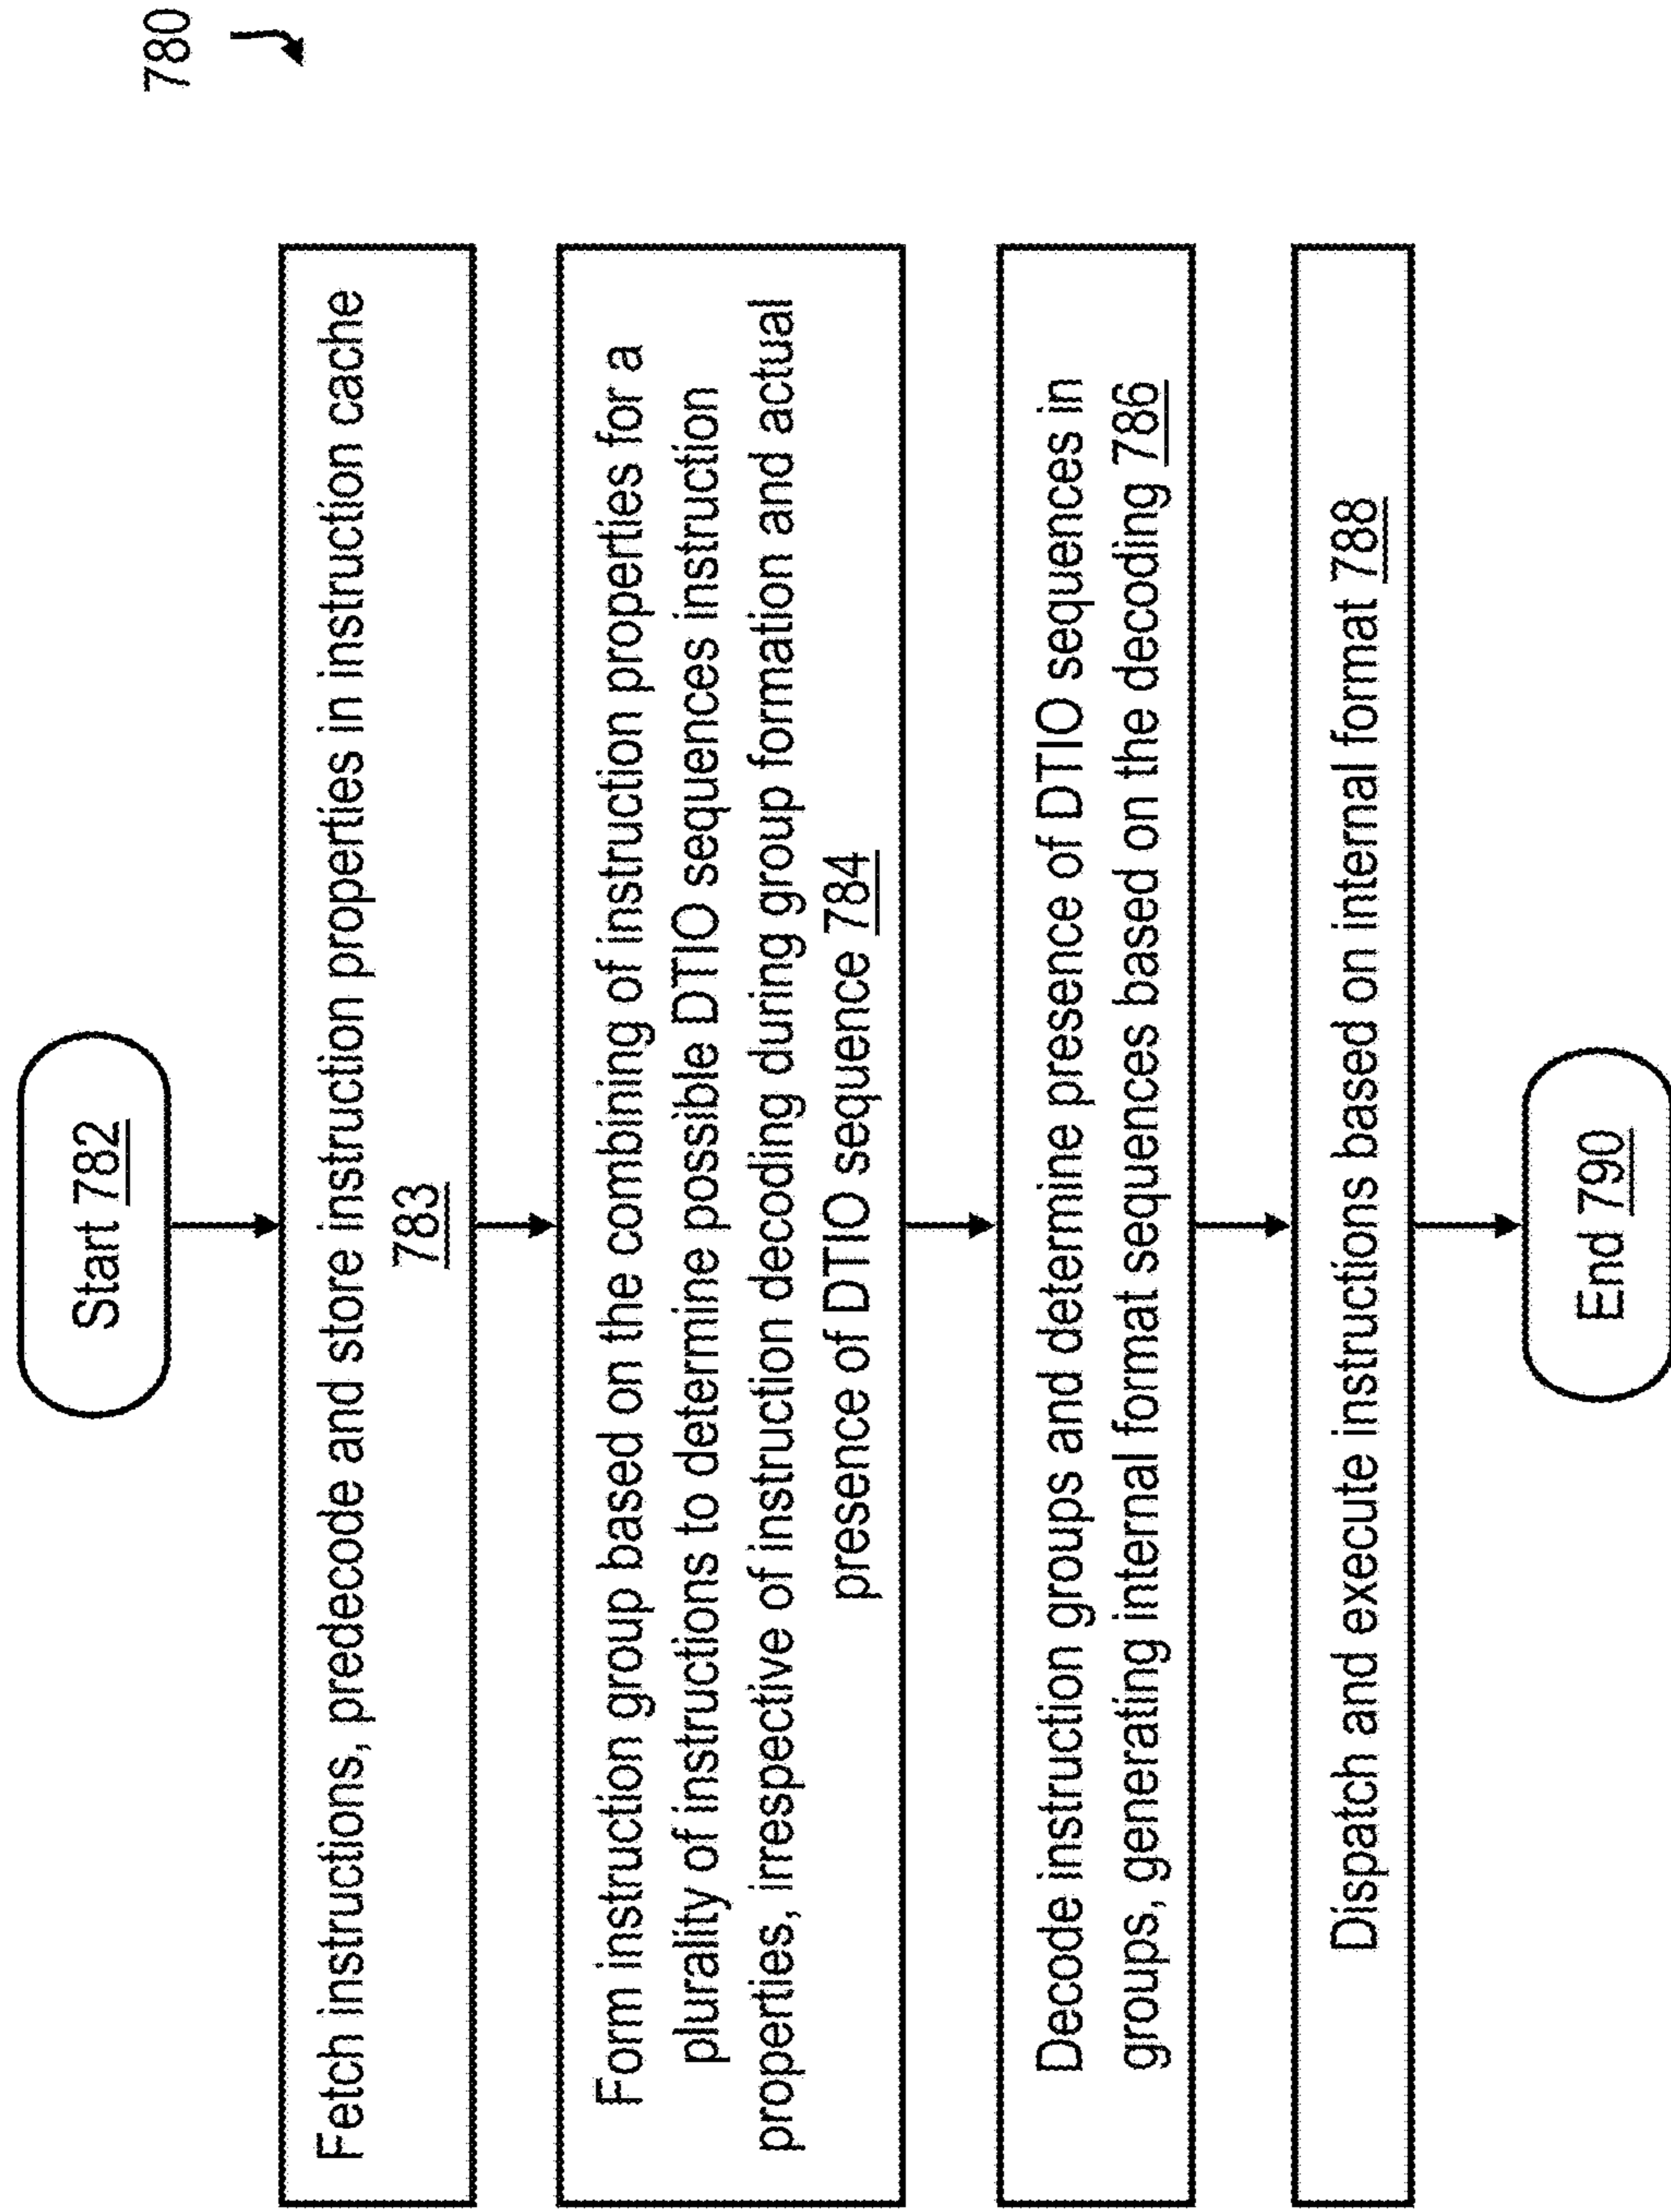 780
Start 782
Fetch instructions, predecode and store instruction properties in instruction cache
783
Form instruction group based on the combining of instruction properties for a
plurality of instructions to determine possible DTIO sequences instruction
properties, irrespective of instruction decoding during group formation and actual
presence of DTIO sequence 784
Decode instruction groups and determine presence of DTIO sequences in
groups, generating internal format sequences based on the decoding 786
Dispatch and execute instructions based on internal format 788
End 790